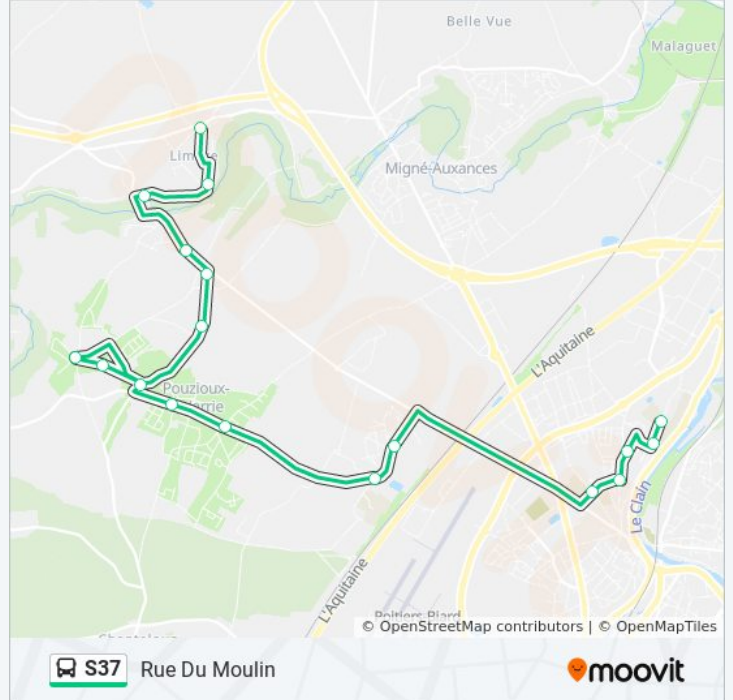 Belle Vue
Malaguet
Migné-Auxances
L'Aquitaine
Pouzioux-
Le Clain
L'Aquitaine
Poitiers Biard
© OpenStreetMap contributors | © OpenMapTiles
S37 Rue Du Moulin
moovit